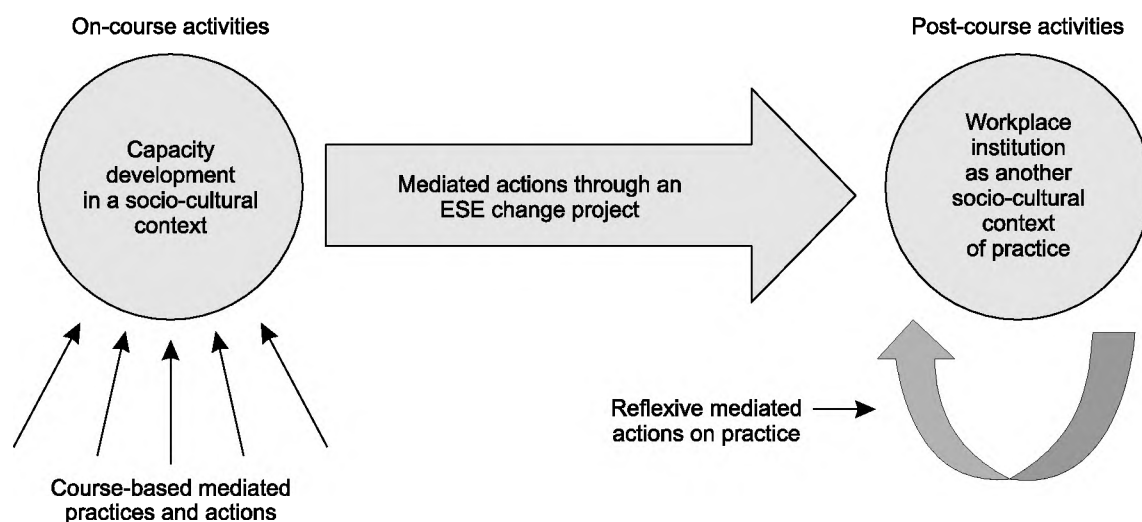 On-course activities
Post-course activities
Capacity
development
in a socio-cultural
context
Mediated actions through an
ESE change project
Workplace
institution
as another
socio-cultural
context
of practice
Reflexive mediated
actions on practice
Course-based mediated
practices and actions